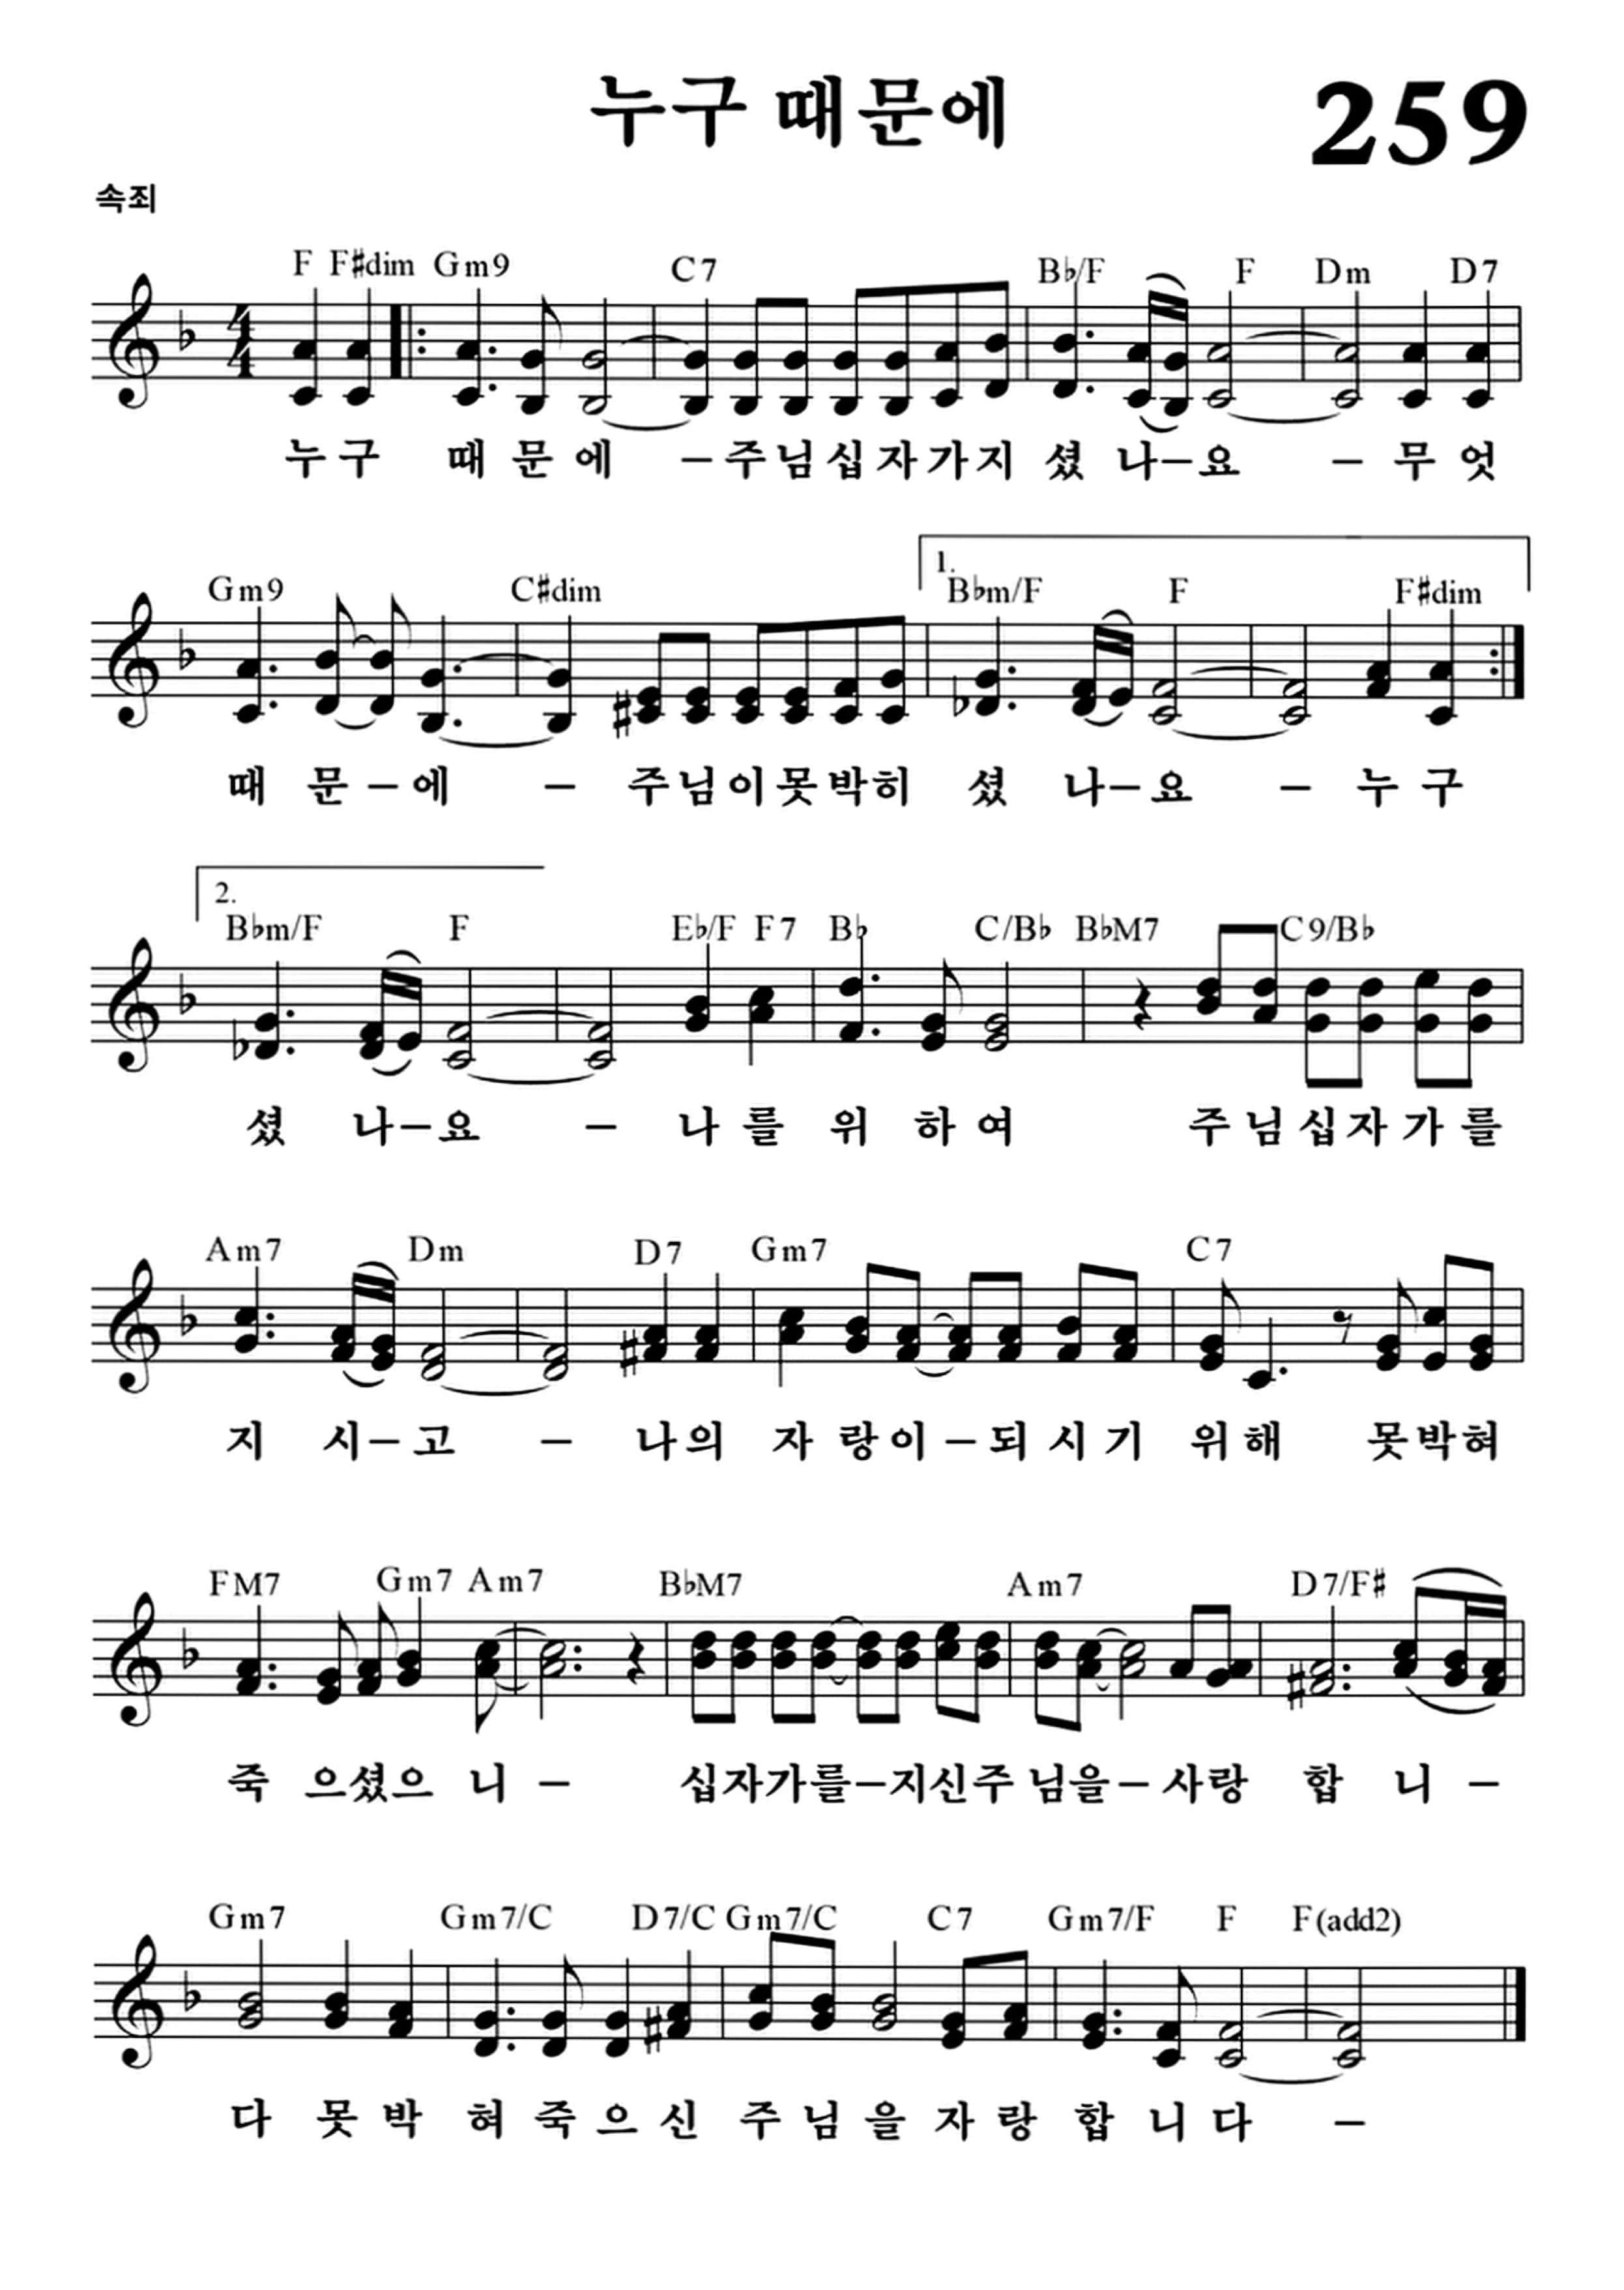 누구 때문에 259
속죄
F F#dim Gm9 C7 B♭/F F Dm D7
4/4
누구 때문에 –주님십자가지 셨 나–요 – 무 엇
Gm9 C#dim 1. B♭m/F F F#dim
때 문–에 – 주님이못박히 셨 나–요 – 누 구
2.
B♭m/F F E♭/F F7 B♭ C/B♭ B♭M7 C9/B♭
셨 나–요 – 나 를 위 하 여 주 님 십 자 가 를
Am7 Dm D7 Gm7 C7
지 시–고 – 나 의 자 랑 이 – 되 시 기 위 해 못 박 혀
FM7 Gm7 Am7 B♭M7 Am7 D7/F#
죽 으셨으 니 – 십자가를–지신주 님을–사랑 합 니 –
Gm7 Gm7/C D7/C Gm7/C C7 Gm7/F F F(add2)
다 못 박 혀 죽 으 신 주 님 을 자 랑 합 니 다 –